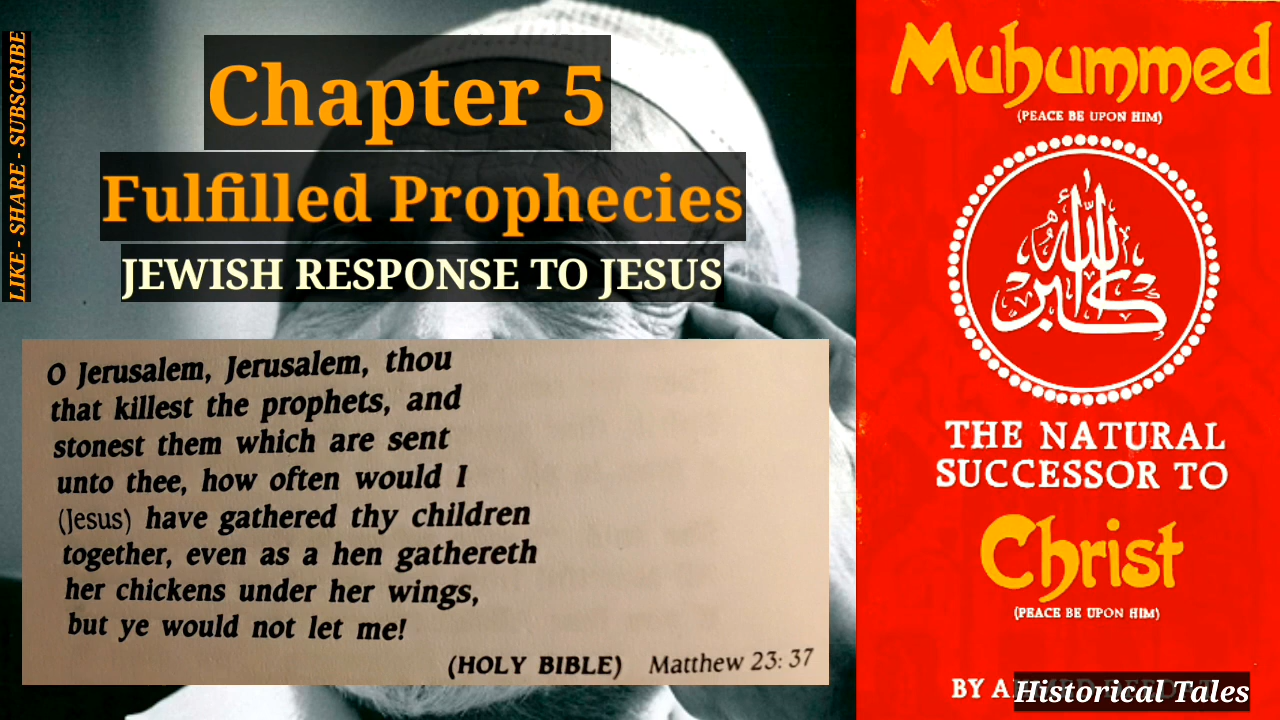 LIKE - SHARE - SUBSCRIBE
Chapter 5
Fulfilled Prophecies
JEWISH RESPONSE TO JESUS
O Jerusalem, Jerusalem, thou
that killest the prophets, and
stonest them which are sent
unto thee, how often would I
(Jesus) have gathered thy children
together, even as a hen gathereth
her chickens under her wings,
but ye would not let me!
(HOLY BIBLE) Matthew 23: 37
Muhummed
(PEACE BE UPON HIM)
الله
أكبر
THE NATURAL
SUCCESSOR TO
Christ
(PEACE BE UPON HIM)
BY
Historical Tales